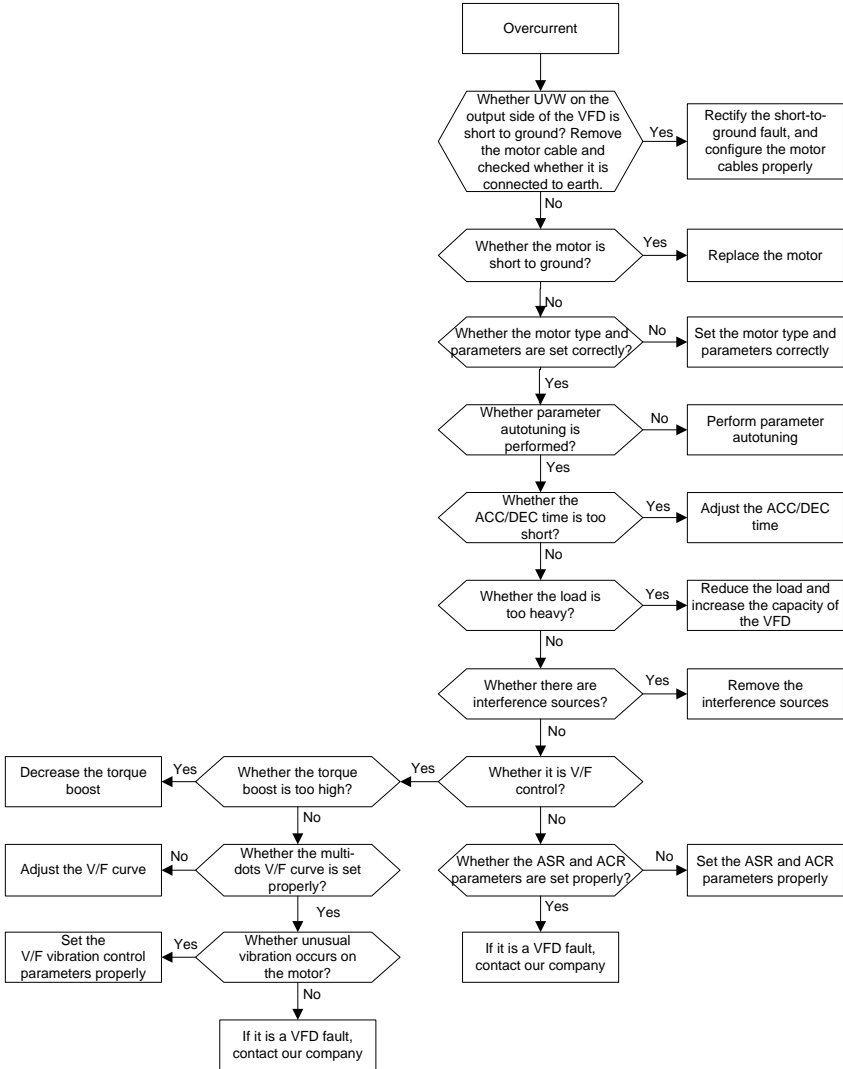 Overcurrent
Whether UVW on the
output side of the VFD is
short to ground? Remove
the motor cable and
checked whether it is
connected to earth.
Yes
Rectify the short-to-
ground fault, and
configure the motor
cables properly
No
Whether the motor is
short to ground?
Yes
Replace the motor
No
Whether the motor type and
parameters are set correctly?
No
Set the motor type and
parameters correctly
Yes
Whether parameter
autotuning is
performed?
No
Perform parameter
autotuning
Yes
Whether the
ACC/DEC time is too
short?
Yes
Adjust the ACC/DEC
time
No
Whether the load is
too heavy?
Yes
Reduce the load and
increase the capacity of
the VFD
No
Whether there are
interference sources?
Yes
Remove the
interference sources
No
Whether it is V/F
control?
Yes
Whether the torque
boost is too high?
Yes
Decrease the torque
boost
No
Whether the multi-
dots V/F curve is set
properly?
No
Adjust the V/F curve
Yes
Whether unusual
vibration occurs on
the motor?
Yes
Set the
V/F vibration control
parameters properly
No
If it is a VFD fault,
contact our company
No
Whether the ASR and ACR
parameters are set properly?
No
Set the ASR and ACR
parameters properly
Yes
If it is a VFD fault,
contact our company